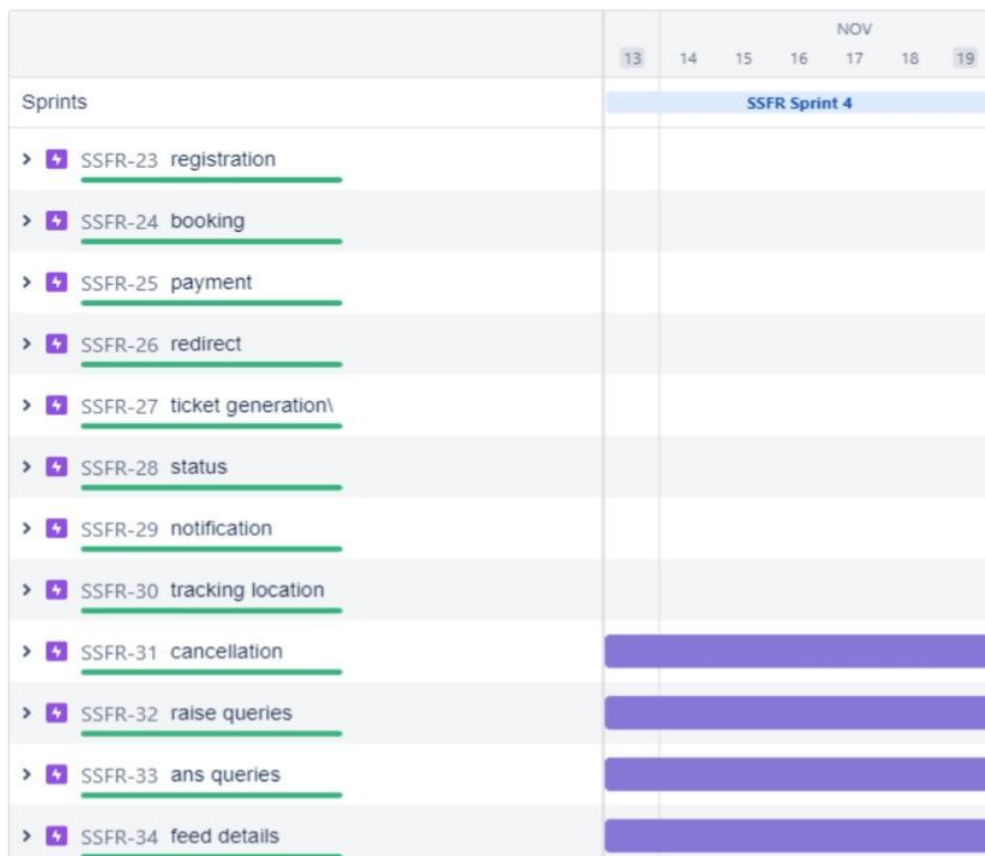 NOV
13 14 15 16 17 18 19
Sprints SSFR Sprint 4
SSFR-23 registration
SSFR-24 booking
SSFR-25 payment
SSFR-26 redirect
SSFR-27 ticket generation\
SSFR-28 status
SSFR-29 notification
SSFR-30 tracking location
SSFR-31 cancellation
SSFR-32 raise queries
SSFR-33 ans queries
SSFR-34 feed details